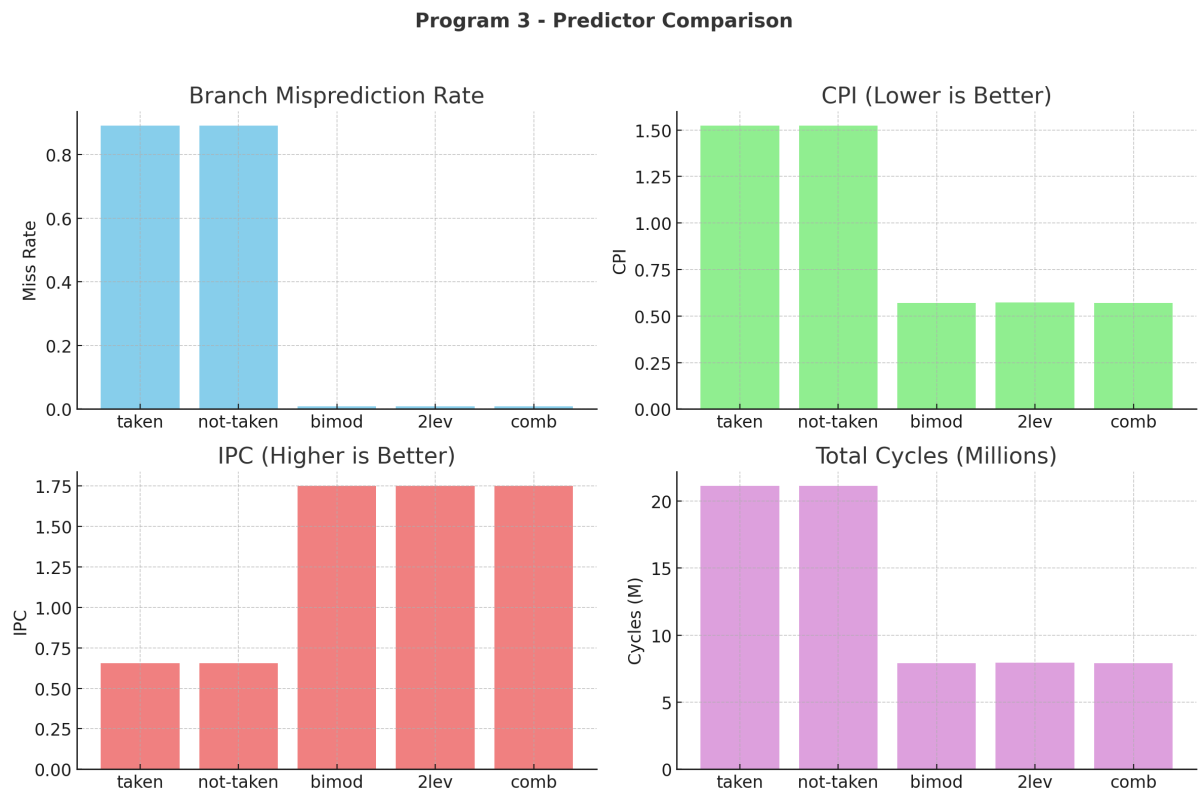 Program 3 - Predictor Comparison
Branch Misprediction Rate
Miss Rate
0.8
0.6
0.4
0.2
0.0
taken not-taken bimod 2lev comb
CPI (Lower is Better)
CPI
1.50
1.25
1.00
0.75
0.50
0.25
0.00
taken not-taken bimod 2lev comb
IPC (Higher is Better)
IPC
1.75
1.50
1.25
1.00
0.75
0.50
0.25
0.00
taken not-taken bimod 2lev comb
Total Cycles (Millions)
Cycles (M)
20
15
10
5
0
taken not-taken bimod 2lev comb